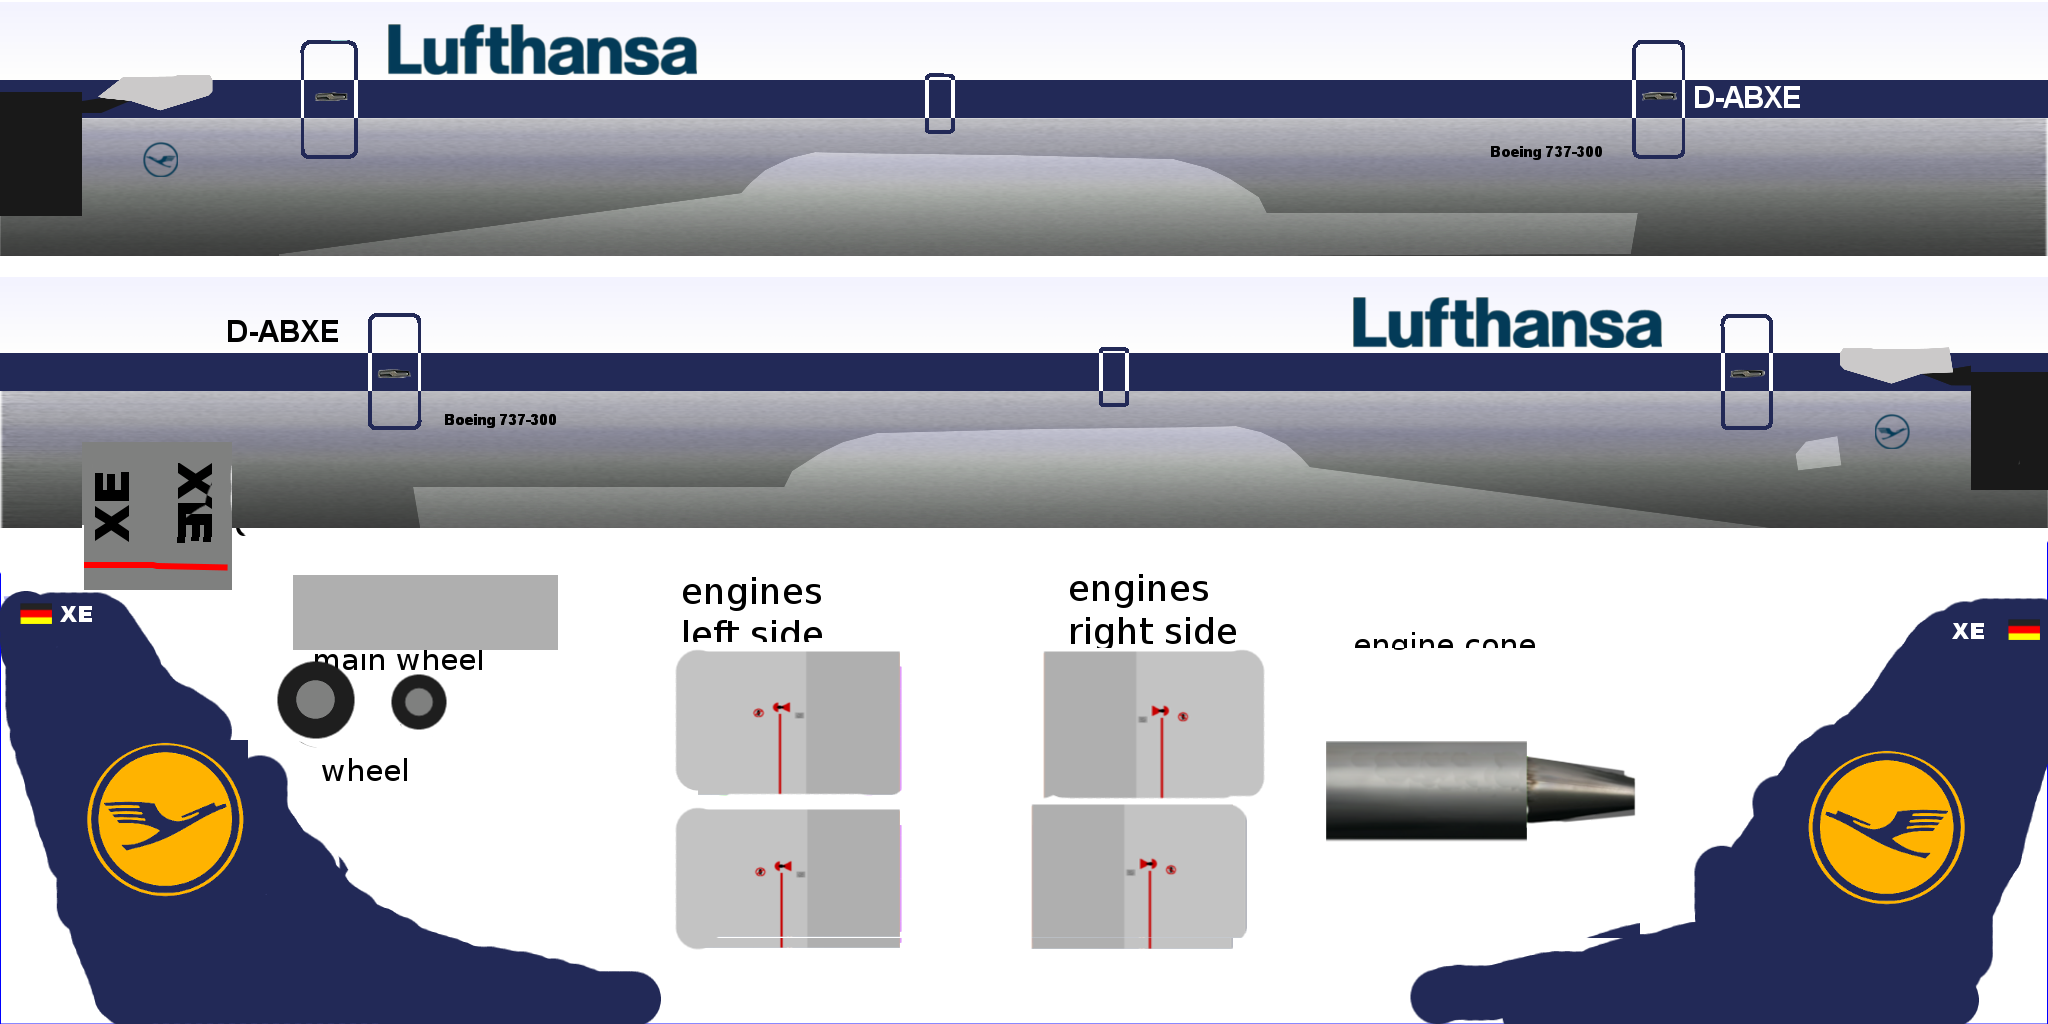 Lufthansa
D-ABXE
Boeing 737-300
Lufthansa
D-ABXE
Boeing 737-300
XE
XE
XE
main wheel
wheel
engines
left side
engines
right side
engine cone
XE